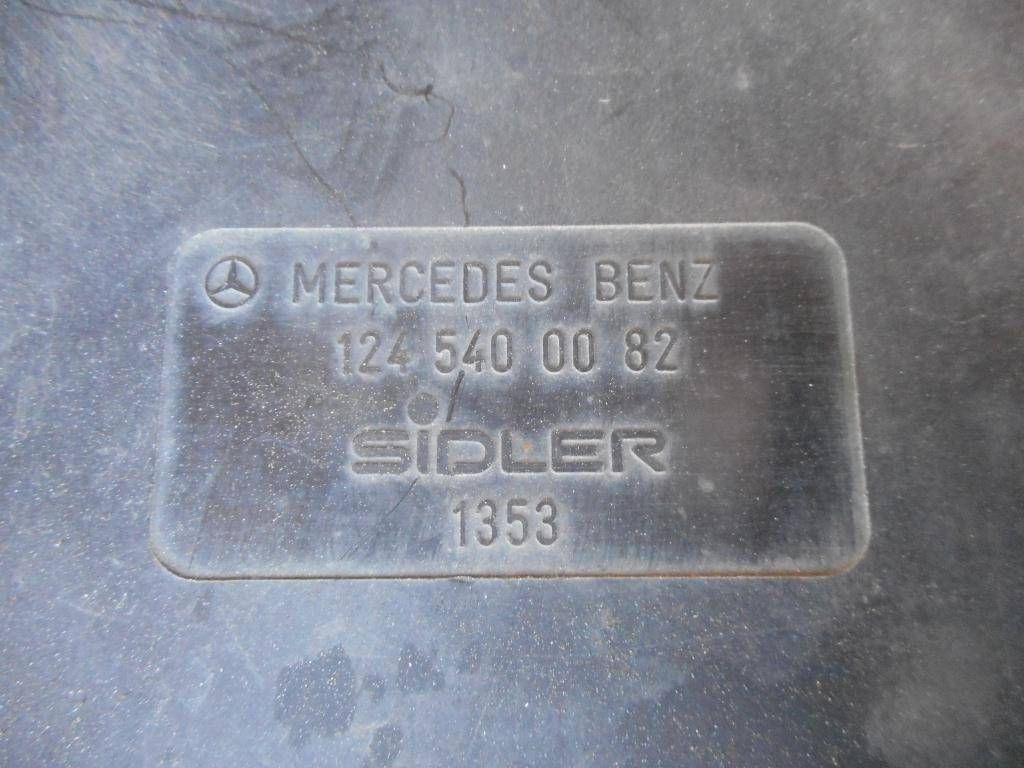 MERCEDES BENZ
124 540 00 82
SiDLER
1353